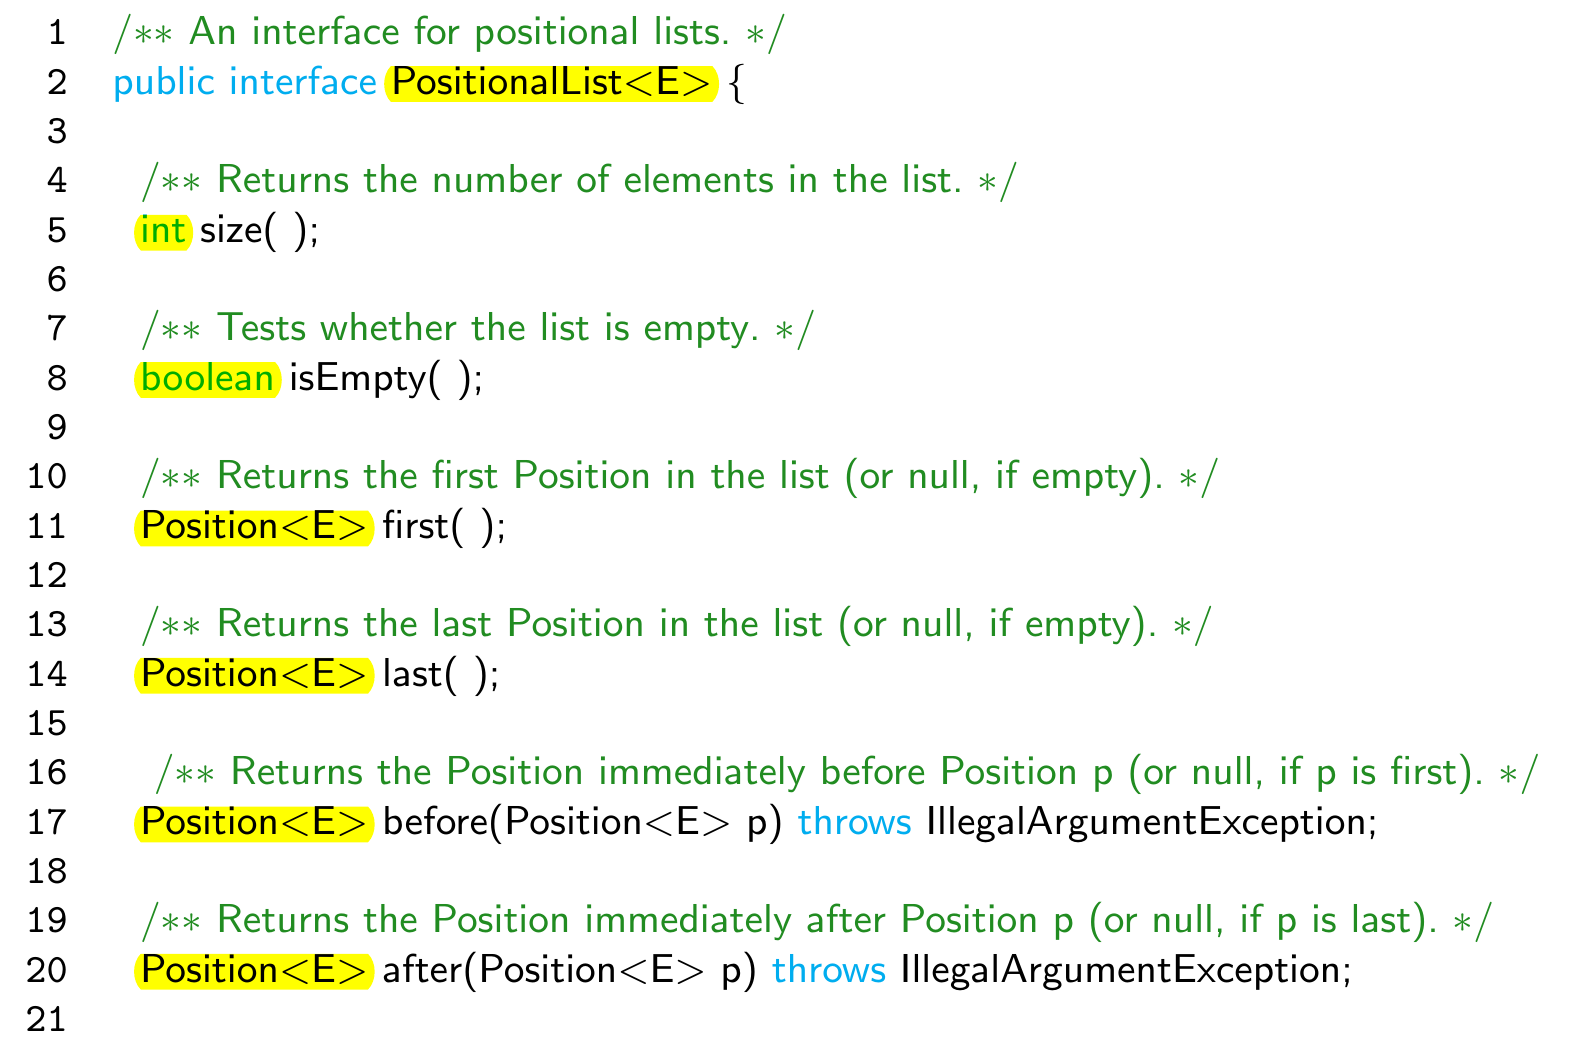 1 /** An interface for positional lists. */
2 public interface PositionalList<E> {
3
4 /** Returns the number of elements in the list. */
5 int size( );
6
7 /** Tests whether the list is empty. */
8 boolean isEmpty( );
9
10 /** Returns the first Position in the list (or null, if empty). */
11 Position<E> first( );
12
13 /** Returns the last Position in the list (or null, if empty). */
14 Position<E> last( );
15
16 /** Returns the Position immediately before Position p (or null, if p is first). */
17 Position<E> before(Position<E> p) throws IllegalArgumentException;
18
19 /** Returns the Position immediately after Position p (or null, if p is last). */
20 Position<E> after(Position<E> p) throws IllegalArgumentException;
21